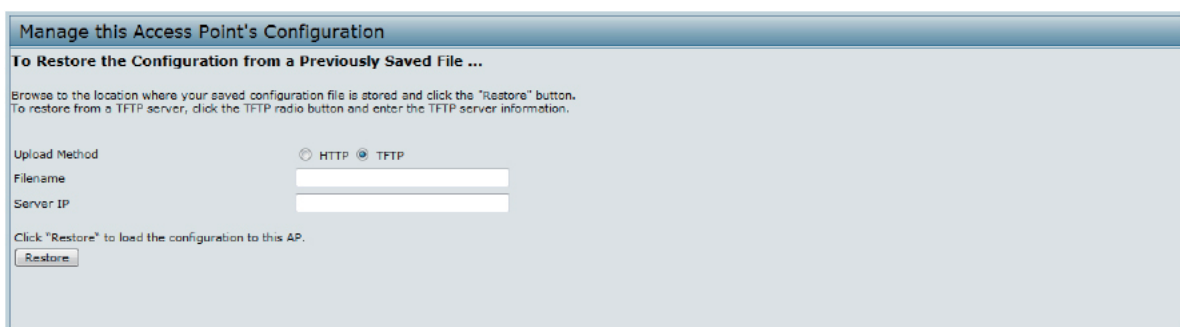 Manage this Access Point's Configuration
To Restore the Configuration from a Previously Saved File ...
Browse to the location where your saved configuration file is stored and click the "Restore" button.
To restore from a TFTP server, click the TFTP radio button and enter the TFTP server information.
Upload Method HTTP TFTP
Filename
Server IP
Click "Restore" to load the configuration to this AP.
Restore